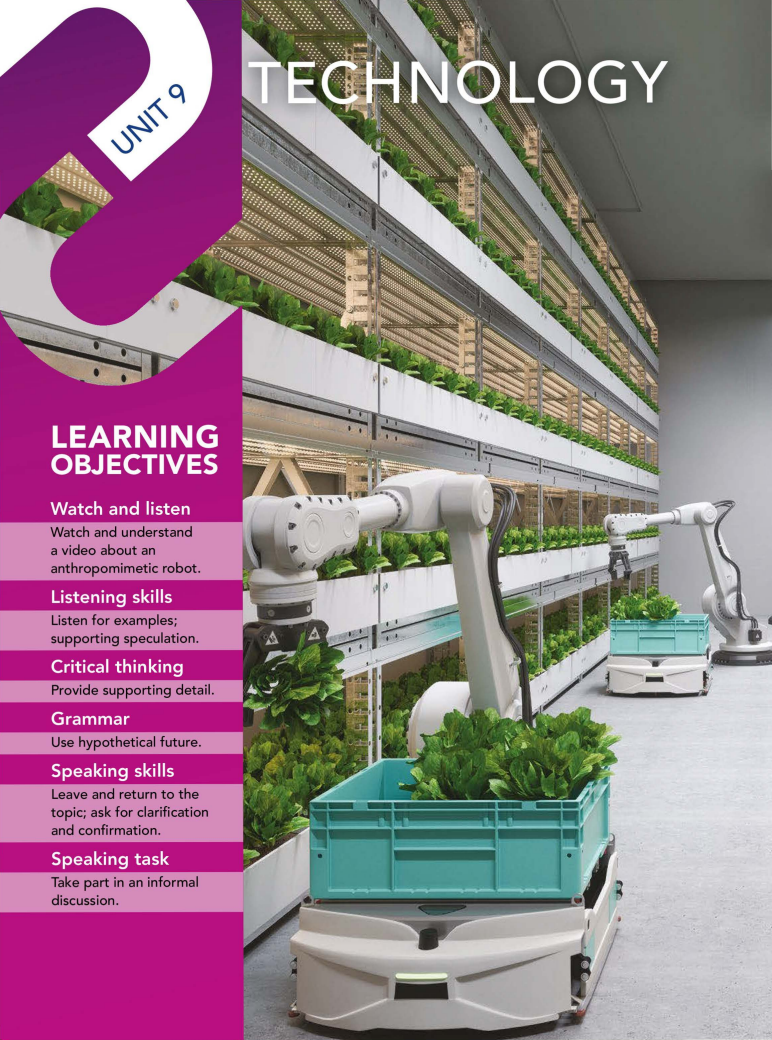 UNIT 9
TECHNOLOGY
LEARNING
OBJECTIVES
Watch and listen
Watch and understand
a video about an
anthropomimetic robot.
Listening skills
Listen for examples;
supporting speculation.
Critical thinking
Provide supporting detail.
Grammar
Use hypothetical future.
Speaking skills
Leave and return to the
topic; ask for clarification
and confirmation.
Speaking task
Take part in an informal
discussion.